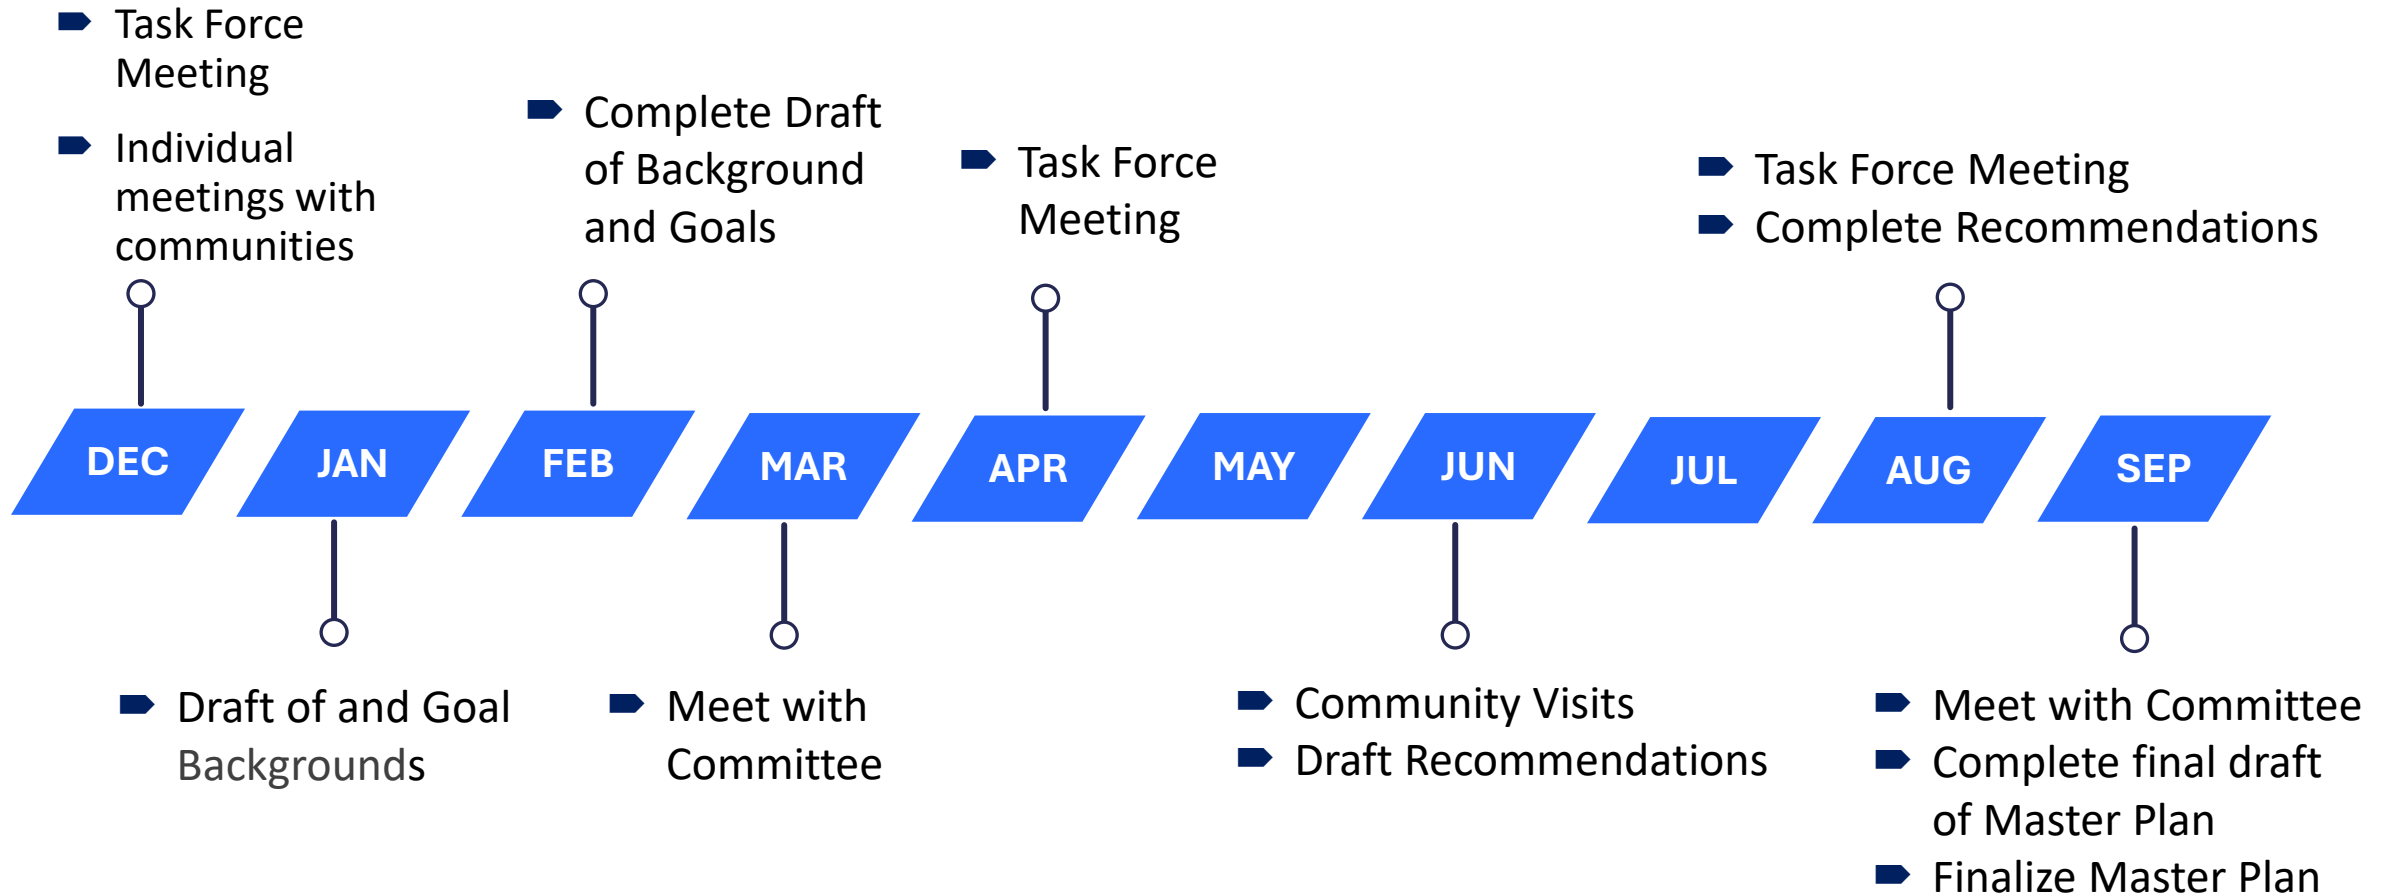 Task Force
Meeting
Individual
meetings with
communities
Complete Draft
of Background
and Goals
Task Force
Meeting
Task Force Meeting
Complete Recommendations
DEC
JAN
FEB
MAR
APR
MAY
JUN
JUL
AUG
SEP
Draft of and Goal
Backgrounds
Meet with
Committee
Community Visits
Draft Recommendations
Meet with Committee
Complete final draft
of Master Plan
Finalize Master Plan